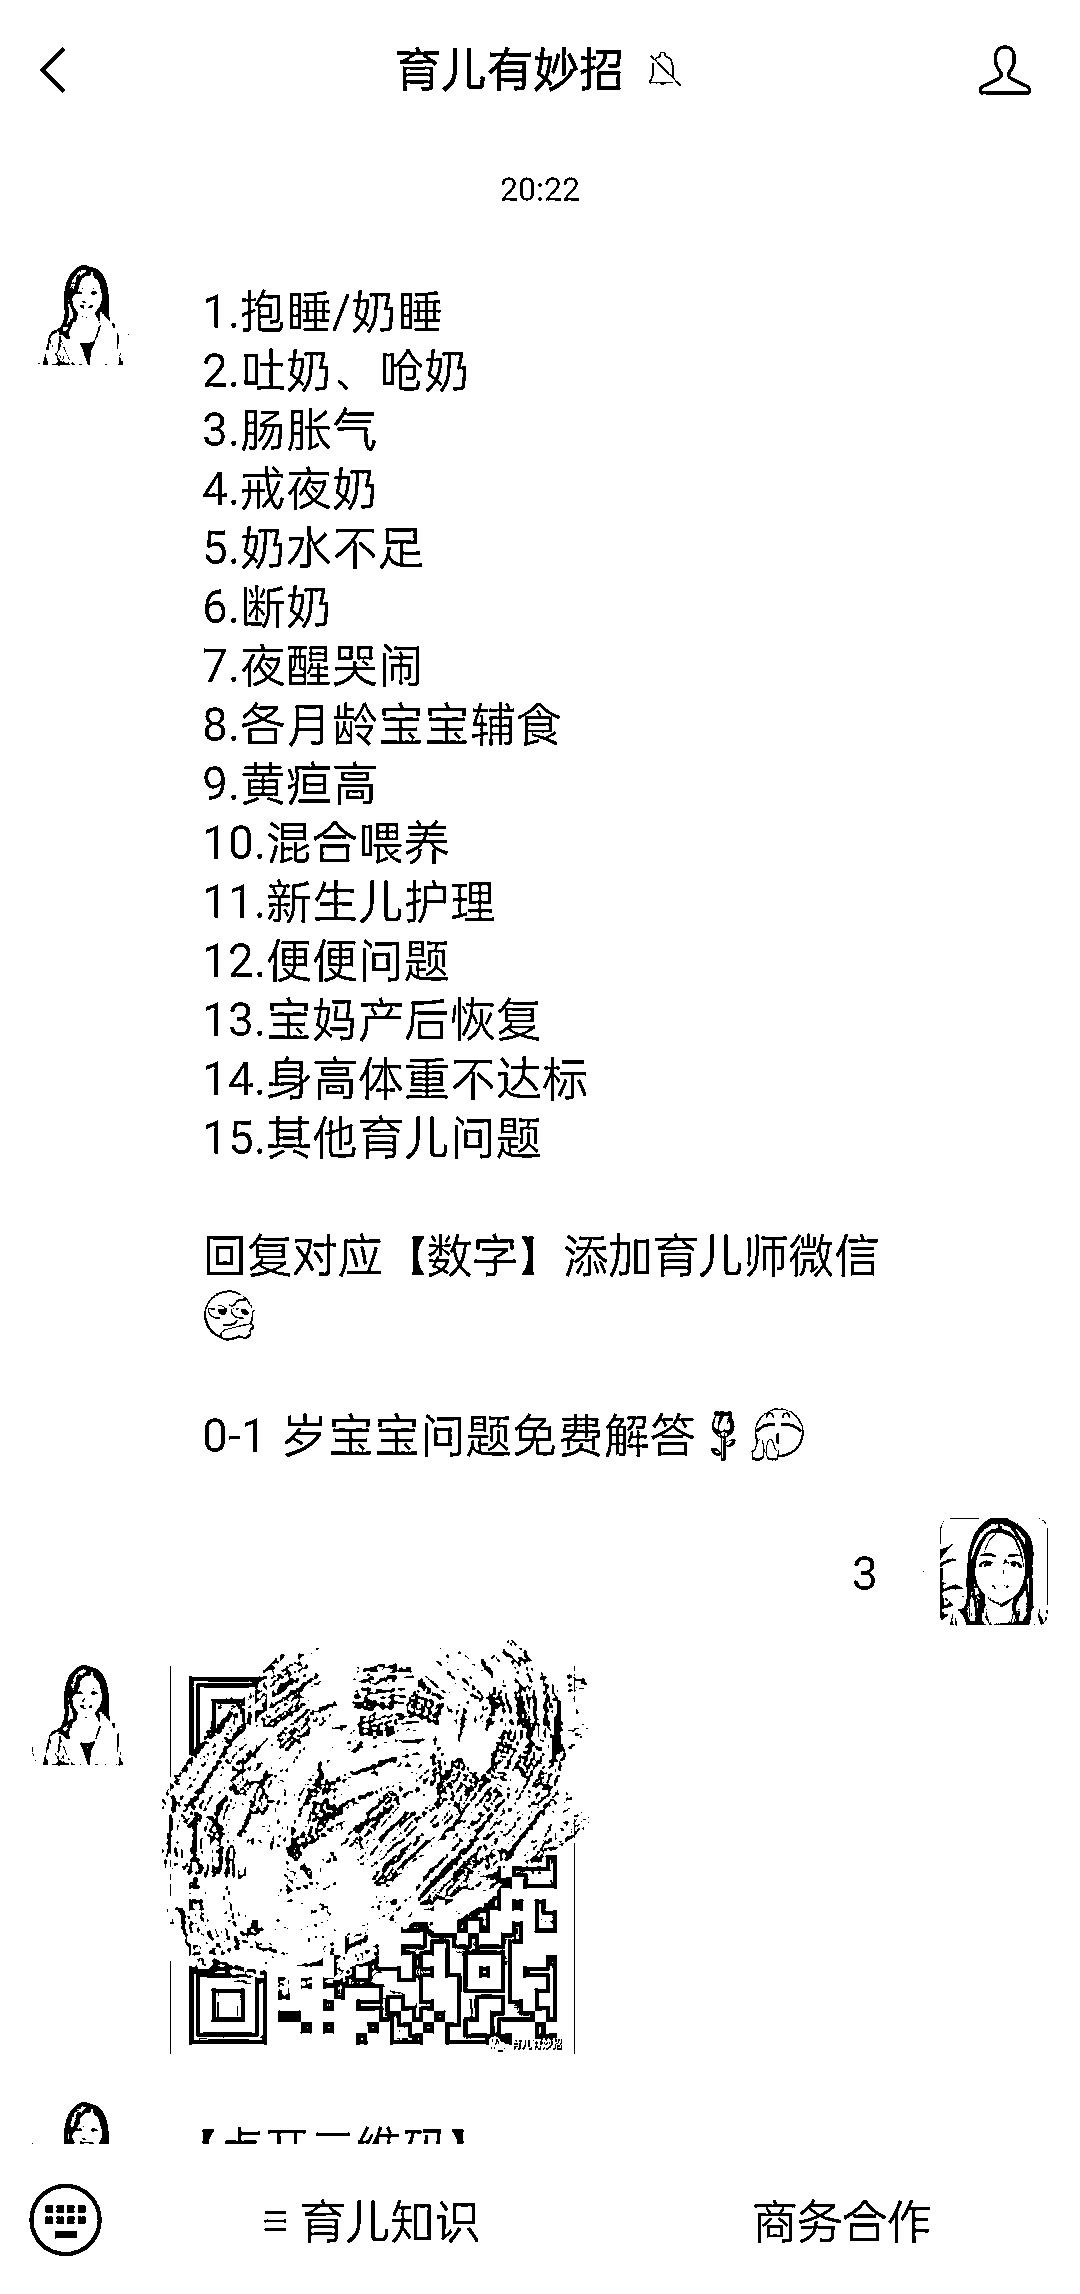 育儿有妙招
20:22
1.抱睡/奶睡
2.吐奶、呛奶
3.肠胀气
4.戒夜奶
5.奶水不足
6.断奶
7.夜醒哭闹
8.各月龄宝宝辅食
9.黄疸高
10.混合喂养
11.新生儿护理
12.便便问题
13.宝妈产后恢复
14.身高体重不达标
15.其他育儿问题
回复对应【数字】添加育儿师微信
0-1 岁宝宝问题免费解答
3
育儿有妙招
【点开二维码】
育儿知识
商务合作